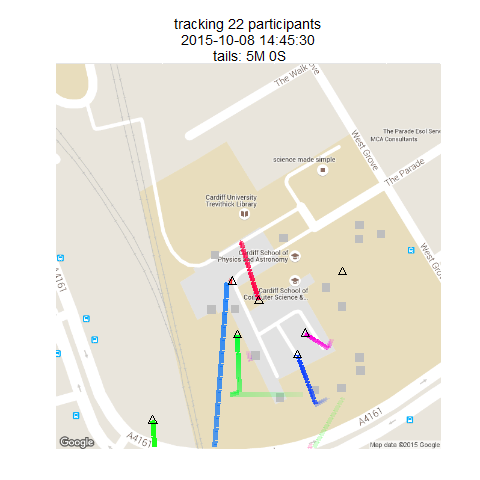 tracking 22 participants
2015-10-08 14:45:30
tails: 5M 0S
The Walk
Grove
West Grove
The Parade Esol Serv
MCA Consultants
science made simple
The Parade
Cardiff University
Trevithick Library
West Grove
Cardiff School of
Physics and Astronomy
Cardiff School of
Computer Science &...
A4161
A4161
A4161
Google
Map data ©2015 Google